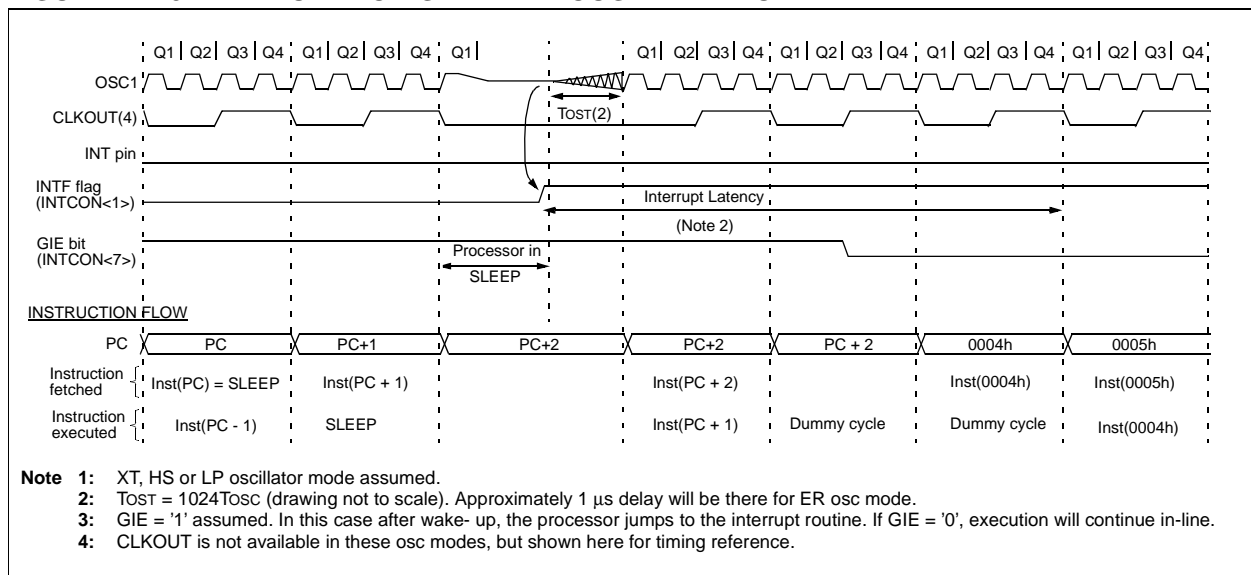 Q1 Q2 Q3 Q4 Q1 Q2 Q3 Q4 Q1 Q1 Q2 Q3 Q4 Q1 Q2 Q3 Q4 Q1 Q2 Q3 Q4 Q1 Q2 Q3 Q4
OSC1
TOST(2)
CLKOUT(4)
INT pin
INTF flag
(INTCON<1>)
Interrupt Latency
(Note 2)
GIE bit
(INTCON<7>)
Processor in
SLEEP
INSTRUCTION FLOW
PC PC PC+1 PC+2 PC+2 PC + 2 0004h 0005h
Instruction
fetched
Inst(PC) = SLEEP Inst(PC + 1) Inst(PC + 2) Inst(0004h) Inst(0005h)
Instruction
executed
Inst(PC - 1) SLEEP Inst(PC + 1) Dummy cycle Dummy cycle Inst(0004h)
Note 1: XT, HS or LP oscillator mode assumed.
2: TOST = 1024TOSC (drawing not to scale). Approximately 1 µs delay will be there for ER osc mode.
3: GIE = '1' assumed. In this case after wake- up, the processor jumps to the interrupt routine. If GIE = '0', execution will continue in-line.
4: CLKOUT is not available in these osc modes, but shown here for timing reference.